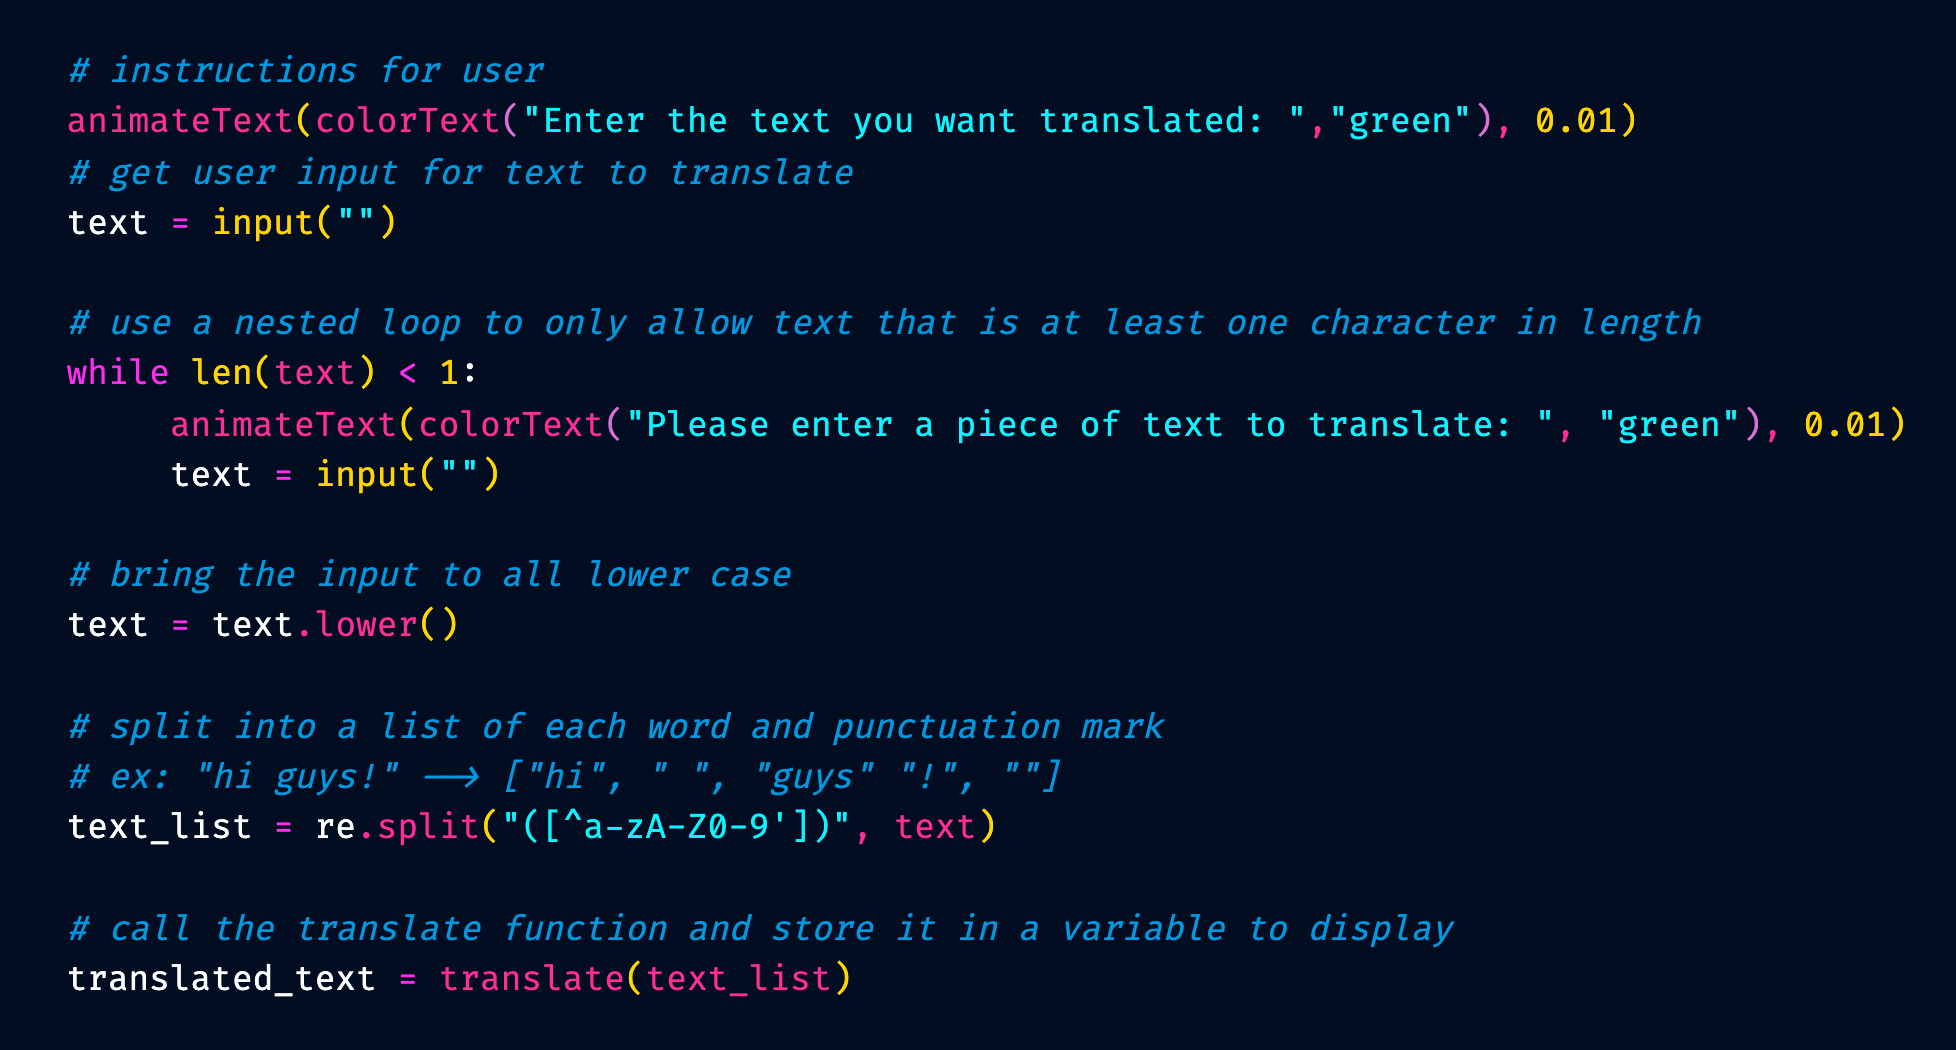 # instructions for user
animateText(colorText("Enter the text you want translated: ","green"), 0.01)
# get user input for text to translate
text = input("")
# use a nested loop to only allow text that is at least one character in length
while len(text) < 1:
     animateText(colorText("Please enter a piece of text to translate: ", "green"), 0.01)
     text = input("")
# bring the input to all lower case
text = text.lower()
# split into a list of each word and punctuation mark
# ex: "hi guys!" --> ["hi", " ", "guys" "!", ""]
text_list = re.split("([^a-zA-Z0-9'])", text)
# call the translate function and store it in a variable to display
translated_text = translate(text_list)